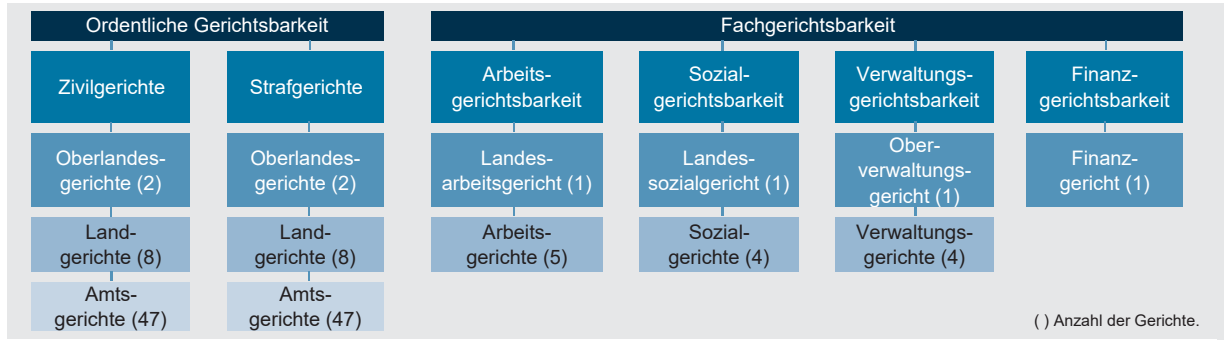 Ordentliche Gerichtsbarkeit
Fachgerichtsbarkeit
Zivilgerichte
Strafgerichte
Arbeits-
gerichtsbarkeit
Sozial-
gerichtsbarkeit
Verwaltungs-
gerichtsbarkeit
Finanz-
gerichtsbarkeit
Oberlandes-
gerichte (2)
Oberlandes-
gerichte (2)
Landes-
arbeitsgericht (1)
Landes-
sozialgericht (1)
Ober-
verwaltungs-
gericht (1)
Finanz-
gericht (1)
Land-
gerichte (8)
Land-
gerichte (8)
Arbeits-
gerichte (5)
Sozial-
gerichte (4)
Verwaltungs-
gerichte (4)
Amts-
gerichte (47)
Amts-
gerichte (47)
( ) Anzahl der Gerichte.